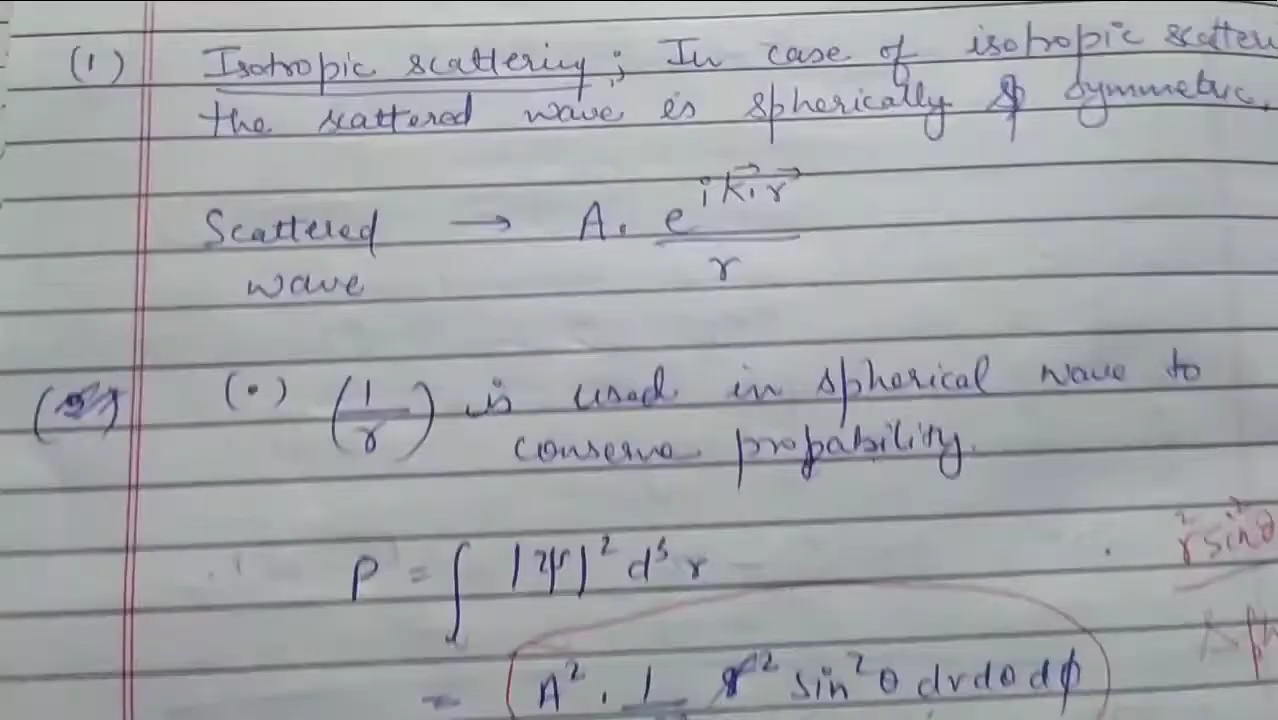 (1) Isotropic scattering; In case of isotropic scatter
the scattered wave is spherically sp symmetric.
Scattered → A. e^{i k⃗.r⃗}
wave r
(•) (1/r) is used in spherical wave to
conserve probability.
P = ∫ |ψ|² d³r
r² sinθ
= A² . 1 r² sin²θ dr dθ dϕ